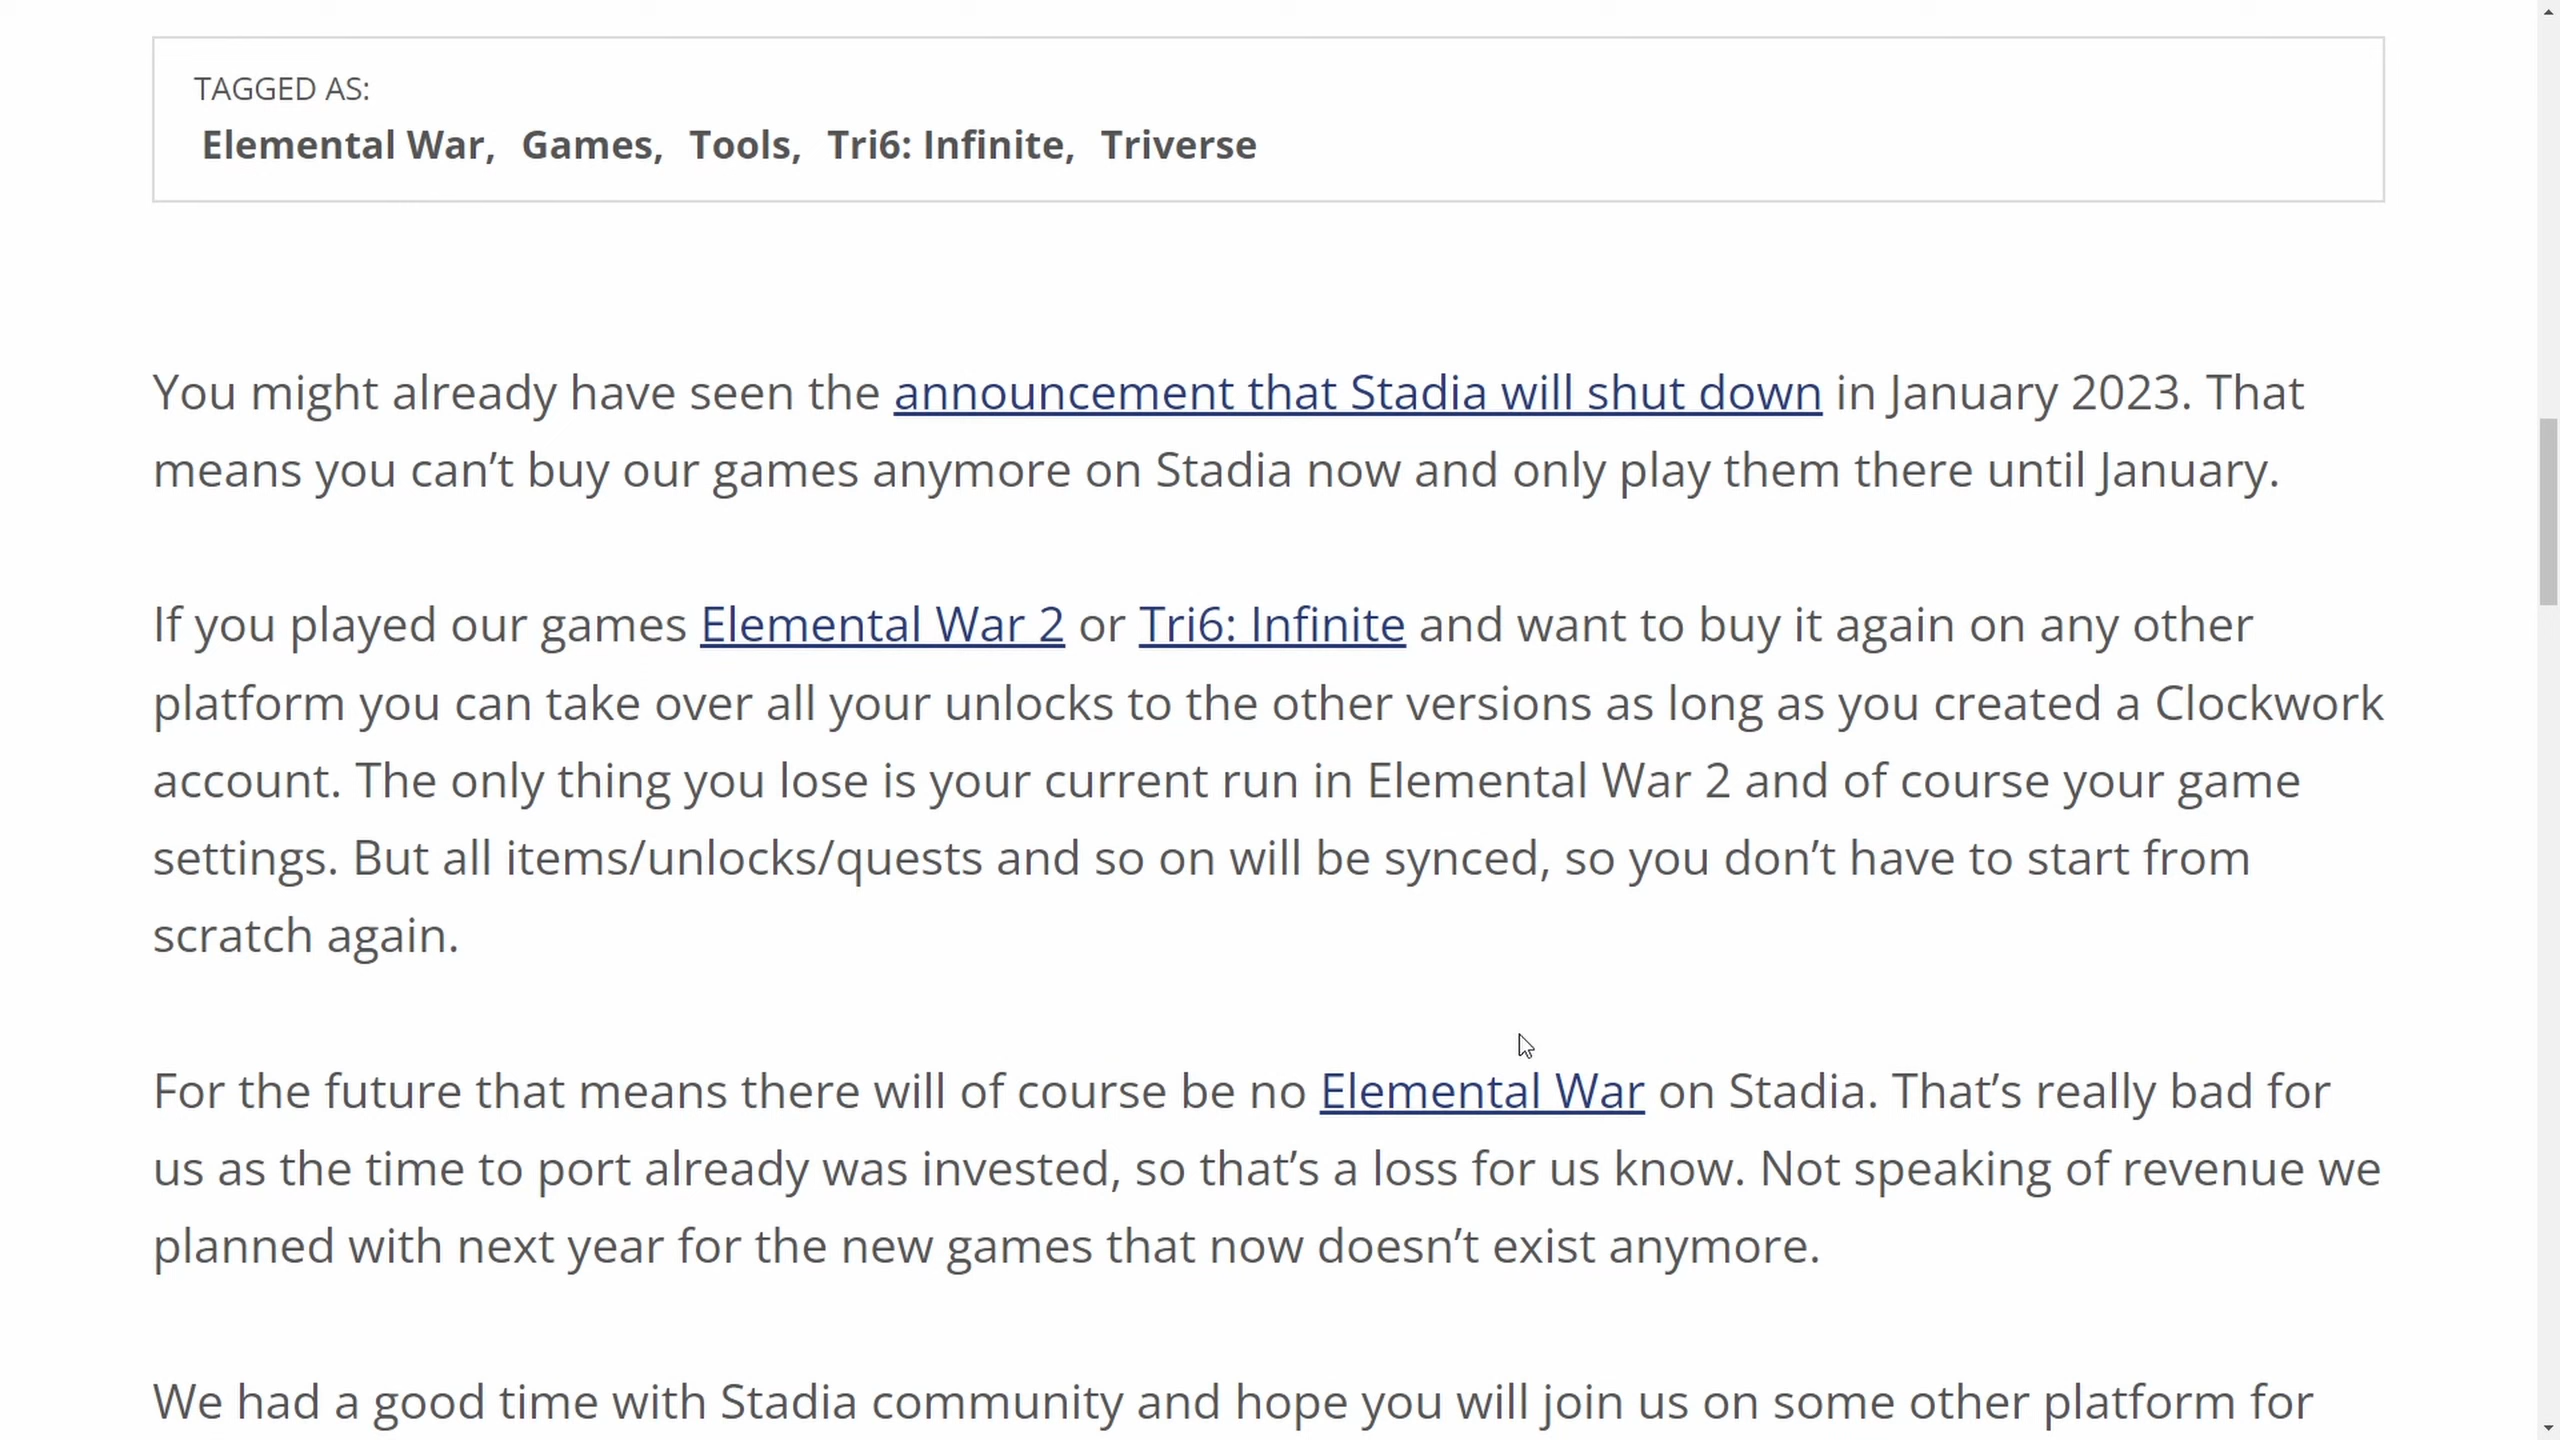 TAGGED AS:
Elemental War, Games, Tools, Tri6: Infinite, Triverse
You might already have seen the announcement that Stadia will shut down in January 2023. That
means you can’t buy our games anymore on Stadia now and only play them there until January.
If you played our games Elemental War 2 or Tri6: Infinite and want to buy it again on any other
platform you can take over all your unlocks to the other versions as long as you created a Clockwork
account. The only thing you lose is your current run in Elemental War 2 and of course your game
settings. But all items/unlocks/quests and so on will be synced, so you don’t have to start from
scratch again.
For the future that means there will of course be no Elemental War on Stadia. That’s really bad for
us as the time to port already was invested, so that’s a loss for us know. Not speaking of revenue we
planned with next year for the new games that now doesn’t exist anymore.
We had a good time with Stadia community and hope you will join us on some other platform for